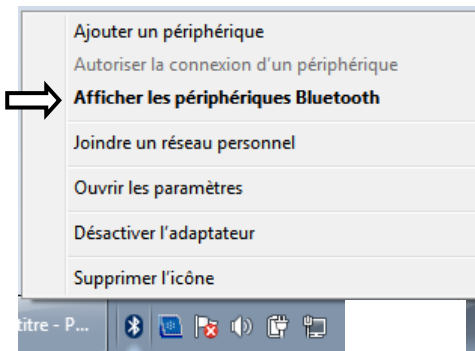 Ajouter un périphérique
Autoriser la connexion d'un périphérique
Afficher les périphériques Bluetooth
Joindre un réseau personnel
Ouvrir les paramètres
Désactiver l'adaptateur
Supprimer l'icône
titre - P...